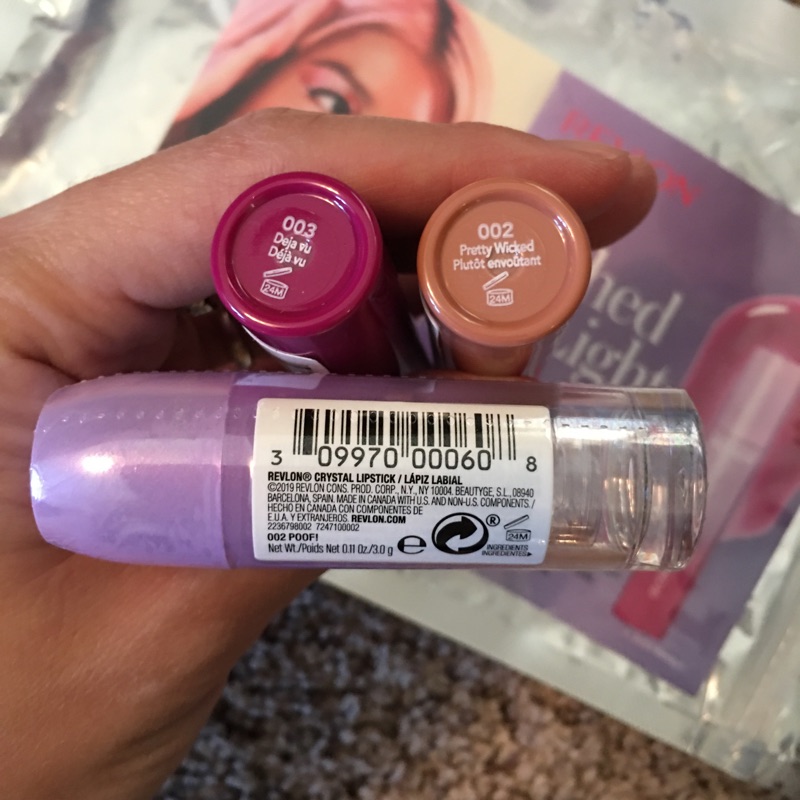 REVLON
003
Deja vu
Déjà vu
24M
002
Pretty Wicked
Plutôt envoûtant
24M
ned
Light
3 09970 00060 8
REVLON® CRYSTAL LIPSTICK / LÁPIZ LABIAL
©2019 REVLON CONS. PROD. CORP., N.Y., NY 10004. BEAUTYGE, S.L., 08940
BARCELONA, SPAIN. MADE IN CANADA WITH U.S. AND NON-U.S. COMPONENTS. /
HECHO EN CANADA CON COMPONENTES DE
E.U.A. Y EXTRANJEROS. REVLON.COM
2236798002 7247100002
002 POOF!
Net Wt./Poids Net 0.11 Oz./3.0 g ℮
®
24M
INGREDIENTS
INGRÉDIENTES